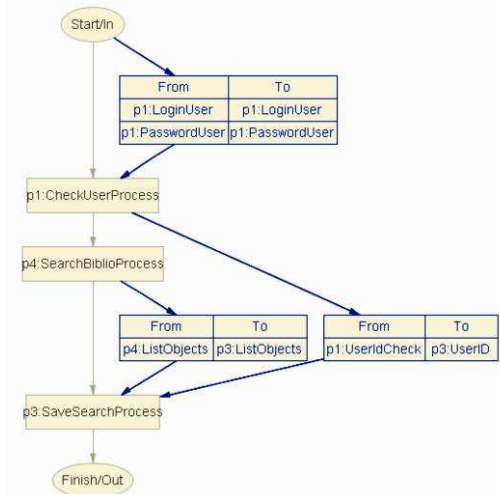 Start/In
From To
p1:LoginUser p1:LoginUser
p1:PasswordUser p1:PasswordUser
p1:CheckUserProcess
p4:SearchBiblioProcess
From To
p4:ListObjects p3:ListObjects
From To
p1:UserIdCheck p3:UserID
p3:SaveSearchProcess
Finish/Out